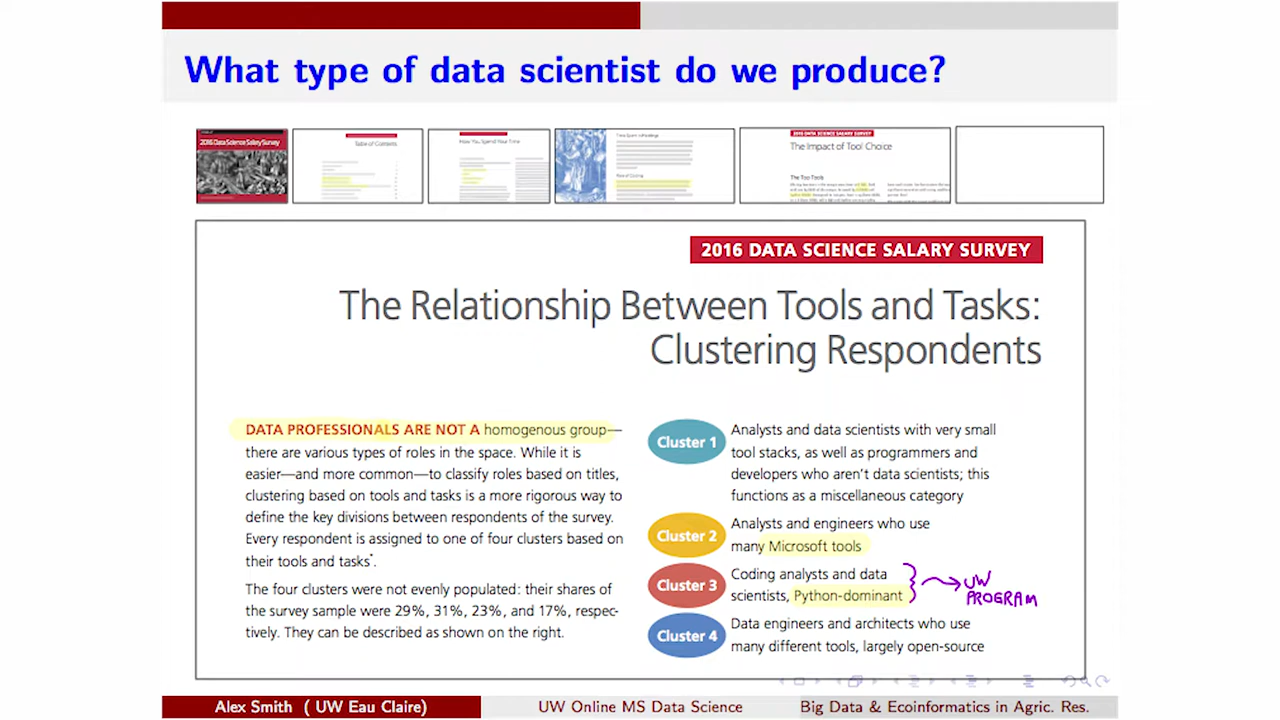 What type of data scientist do we produce?
2016 Data Science Salary Survey
Table of Contents
How You Spend Your Time
The Impact of Tool Choice
The Top Tools
2016 DATA SCIENCE SALARY SURVEY
2016 DATA SCIENCE SALARY SURVEY
The Relationship Between Tools and Tasks:
Clustering Respondents
DATA PROFESSIONALS ARE NOT A homogenous group—
there are various types of roles in the space. While it is
easier—and more common—to classify roles based on titles,
clustering based on tools and tasks is a more rigorous way to
define the key divisions between respondents of the survey.
Every respondent is assigned to one of four clusters based on
their tools and tasks*.
The four clusters were not evenly populated: their shares of
the survey sample were 29%, 31%, 23%, and 17%, respec-
tively. They can be described as shown on the right.
Cluster 1
Analysts and data scientists with very small
tool stacks, as well as programmers and
developers who aren't data scientists; this
functions as a miscellaneous category
Cluster 2
Analysts and engineers who use
many Microsoft tools
Cluster 3
Coding analysts and data
scientists, Python-dominant
UW
PROGRAM
Cluster 4
Data engineers and architects who use
many different tools, largely open-source
Alex Smith ( UW Eau Claire)
UW Online MS Data Science
Big Data & Ecoinformatics in Agric. Res.